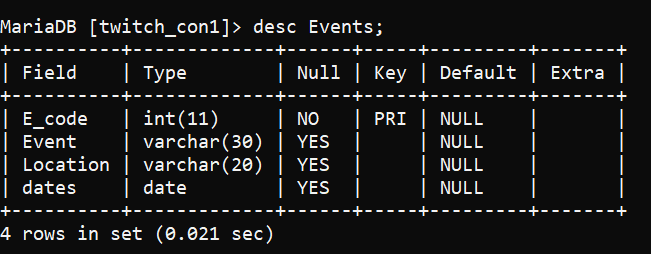 MariaDB [twitch_con1]> desc Events;
+----------+-------------+------+-----+---------+-------+
| Field    | Type        | Null | Key | Default | Extra |
+----------+-------------+------+-----+---------+-------+
| E_code   | int(11)     | NO   | PRI | NULL    |       |
| Event    | varchar(30) | YES  |     | NULL    |       |
| Location | varchar(20) | YES  |     | NULL    |       |
| dates    | date        | YES  |     | NULL    |       |
+----------+-------------+------+-----+---------+-------+
4 rows in set (0.021 sec)